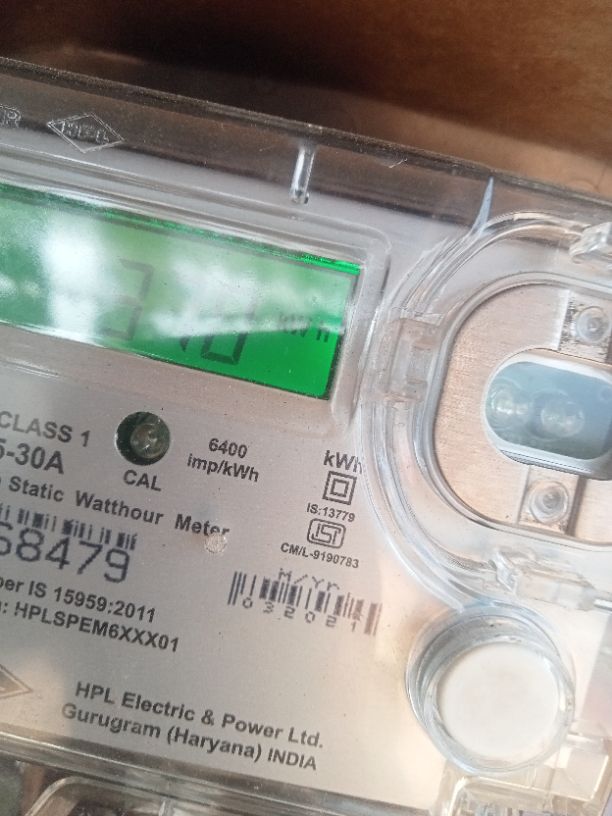 kWh
CLASS 1
5-30A
CAL
6400
imp/kWh
kWh
IS:13779
CM/L-9190783
Static Watthour Meter
68479
M/Yr
032021
per IS 15959:2011
HPLSPEM6XXX01
HPL Electric & Power Ltd.
Gurugram (Haryana) INDIA